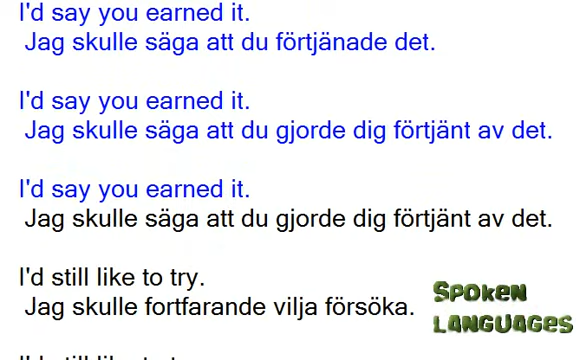 I'd say you earned it.
Jag skulle säga att du förtjänade det.
I'd say you earned it.
Jag skulle säga att du gjorde dig förtjänt av det.
I'd say you earned it.
Jag skulle säga att du gjorde dig förtjänt av det.
I'd still like to try.
Jag skulle fortfarande vilja försöka.
SPOKEN
LANGUAGES